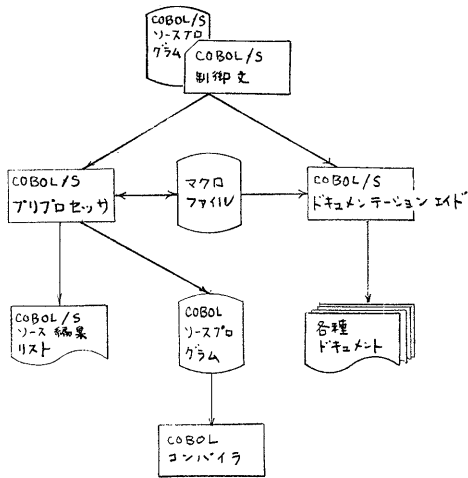 COBOL/S
ソースプロ
グラム
COBOL/S
制御文
COBOL/S
プリプロセッサ
マクロ
ファイル
COBOL/S
ドキュメンテーションエイド
COBOL/S
ソース編集
リスト
COBOL
ソースプロ
グラム
各種
ドキュメント
COBOL
コンパイラ